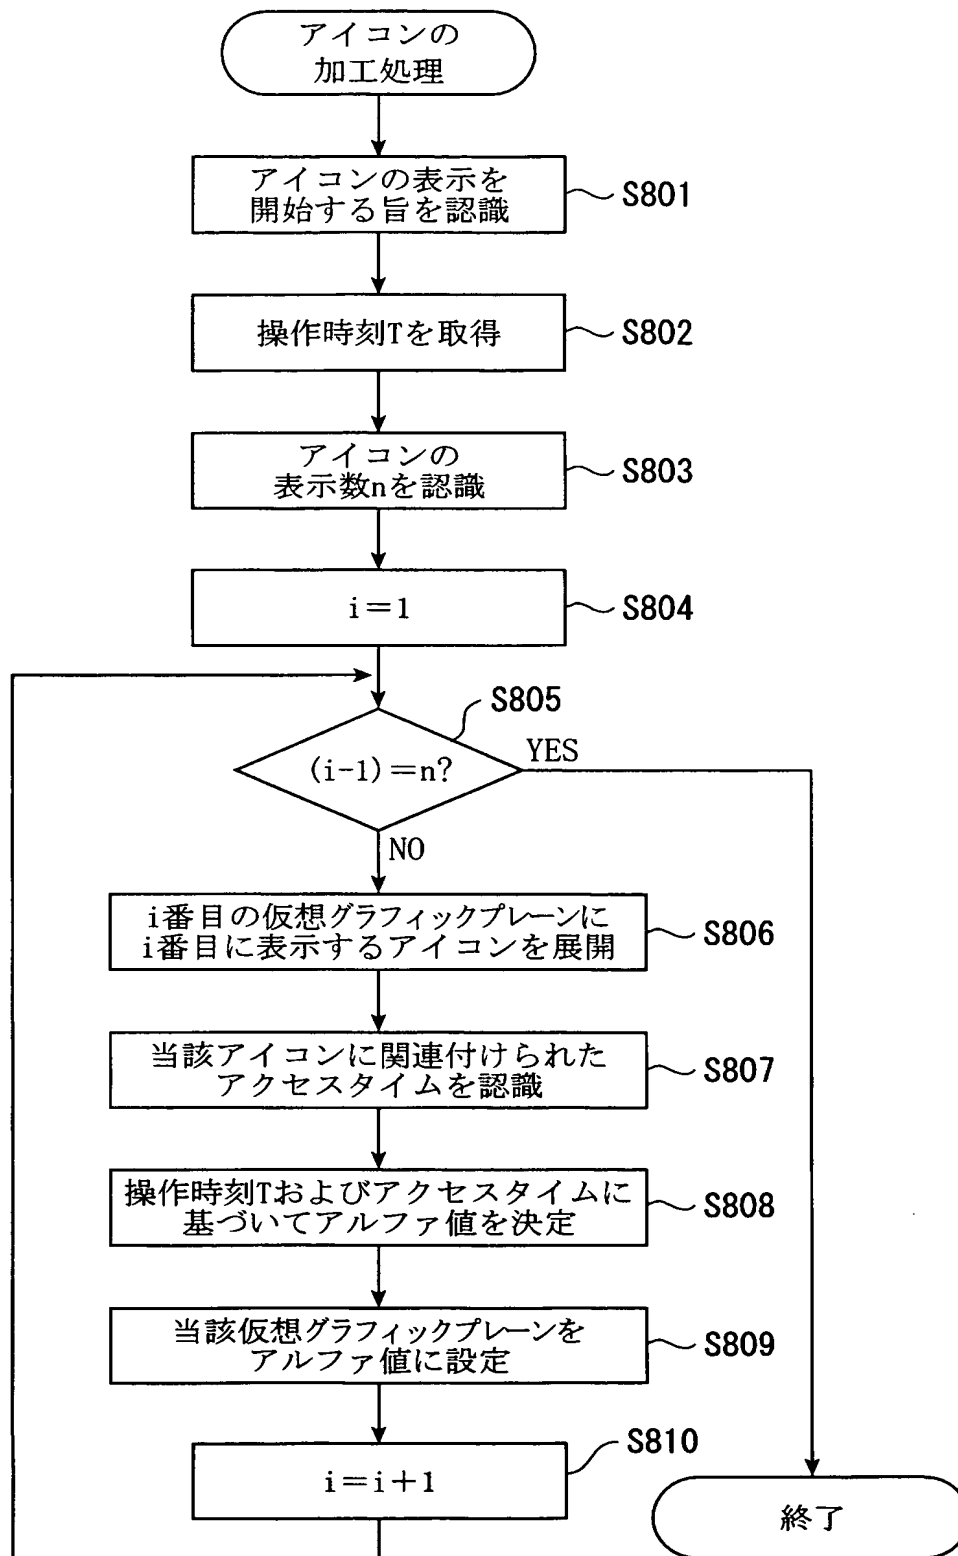 アイコンの
加工処理
アイコンの表示を
開始する旨を認識
S801
操作時刻Tを取得
S802
アイコンの
表示数nを認識
S803
i＝1
S804
S805
(i-1)＝n?
YES
NO
i番目の仮想グラフィックプレーンに
i番目に表示するアイコンを展開
S806
当該アイコンに関連付けられた
アクセスタイムを認識
S807
操作時刻Tおよびアクセスタイムに
基づいてアルファ値を決定
S808
当該仮想グラフィックプレーンを
アルファ値に設定
S809
S810
i＝i＋1
終了